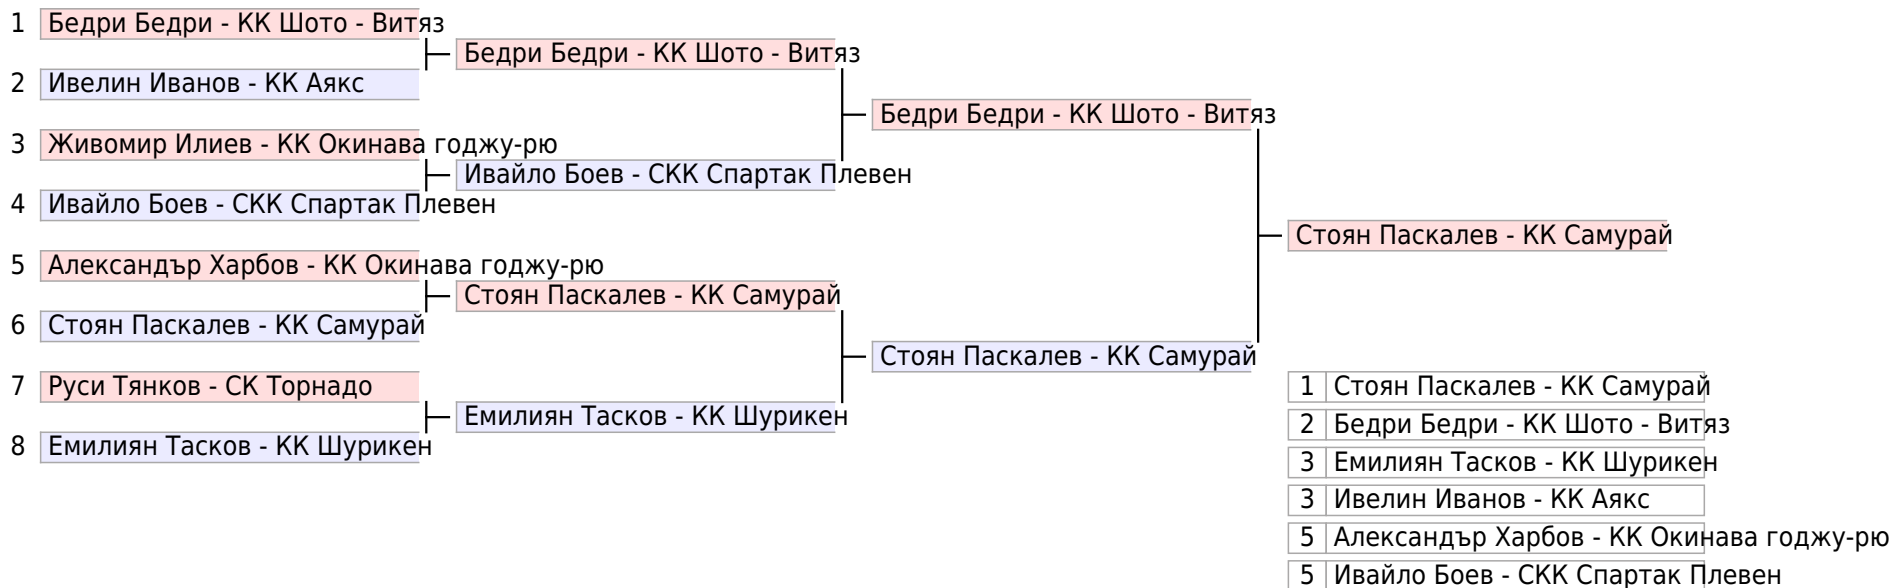 1 Бедри Бедри - КК Шото - Витяз
Бедри Бедри - КК Шото - Витяз
2 Ивелин Иванов - КК Аякс
Бедри Бедри - КК Шото - Витяз
3 Живомир Илиев - КК Окинава годжу-рю
Ивайло Боев - СКК Спартак Плевен
4 Ивайло Боев - СКК Спартак Плевен
Стоян Паскалев - КК Самурай
5 Александър Харбов - КК Окинава годжу-рю
Стоян Паскалев - КК Самурай
6 Стоян Паскалев - КК Самурай
Стоян Паскалев - КК Самурай
7 Руси Тянков - СК Торнадо
Емилиян Тасков - КК Шурикен
8 Емилиян Тасков - КК Шурикен
1 Стоян Паскалев - КК Самурай
2 Бедри Бедри - КК Шото - Витяз
3 Емилиян Тасков - КК Шурикен
3 Ивелин Иванов - КК Аякс
5 Александър Харбов - КК Окинава годжу-рю
5 Ивайло Боев - СКК Спартак Плевен